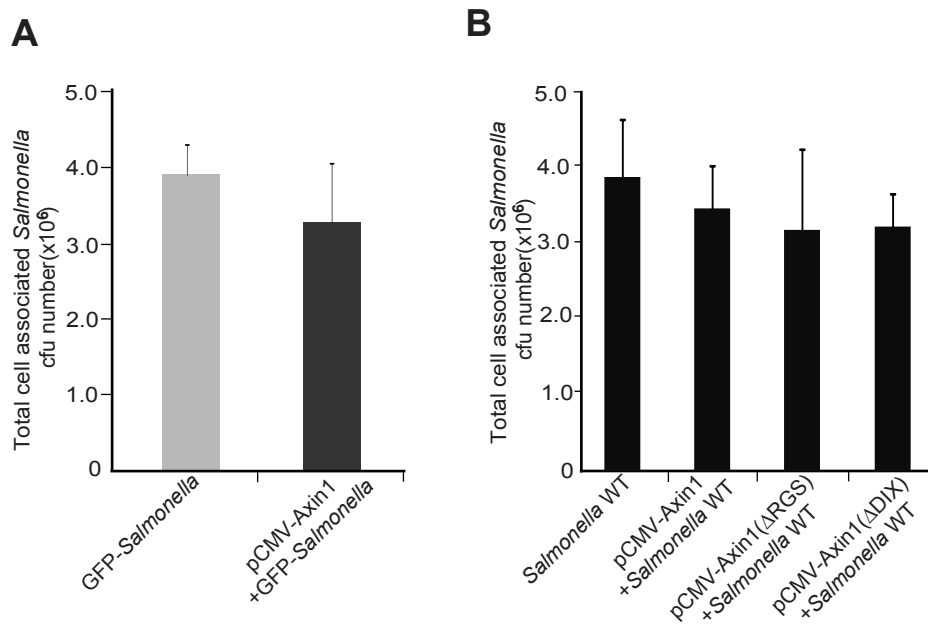 A
Total cell associated Salmonella
cfu number(x10⁶)
5.0
4.0
3.0
2.0
1.0
0
GFP-Salmonella
pCMV-Axin1
+GFP-Salmonella
B
Total cell associated Salmonella
cfu number(x10⁶)
5.0
4.0
3.0
2.0
1.0
0
Salmonella WT
pCMV-Axin1
+Salmonella WT
pCMV-Axin1(ΔRGS)
+Salmonella WT
pCMV-Axin1(ΔDIX)
+Salmonella WT